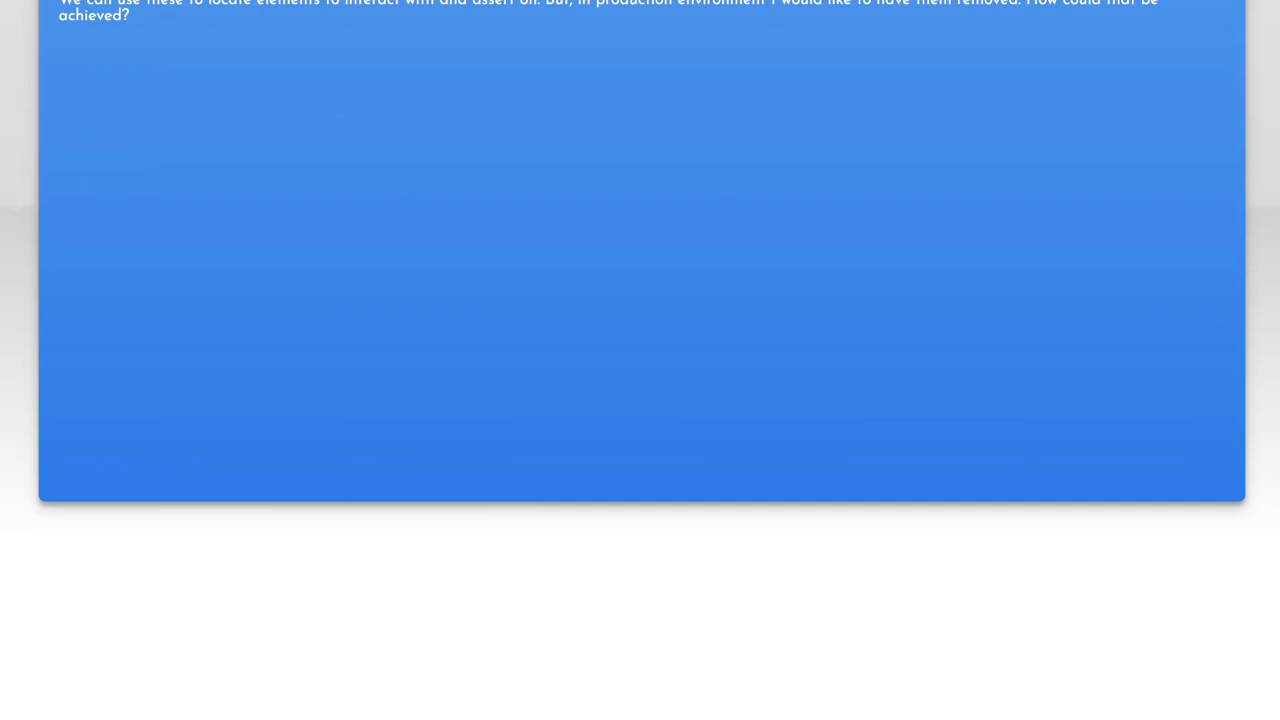 We can use these to locate elements to interact with and assert on. But, in production environment I would like to have them removed. How could that be
achieved?